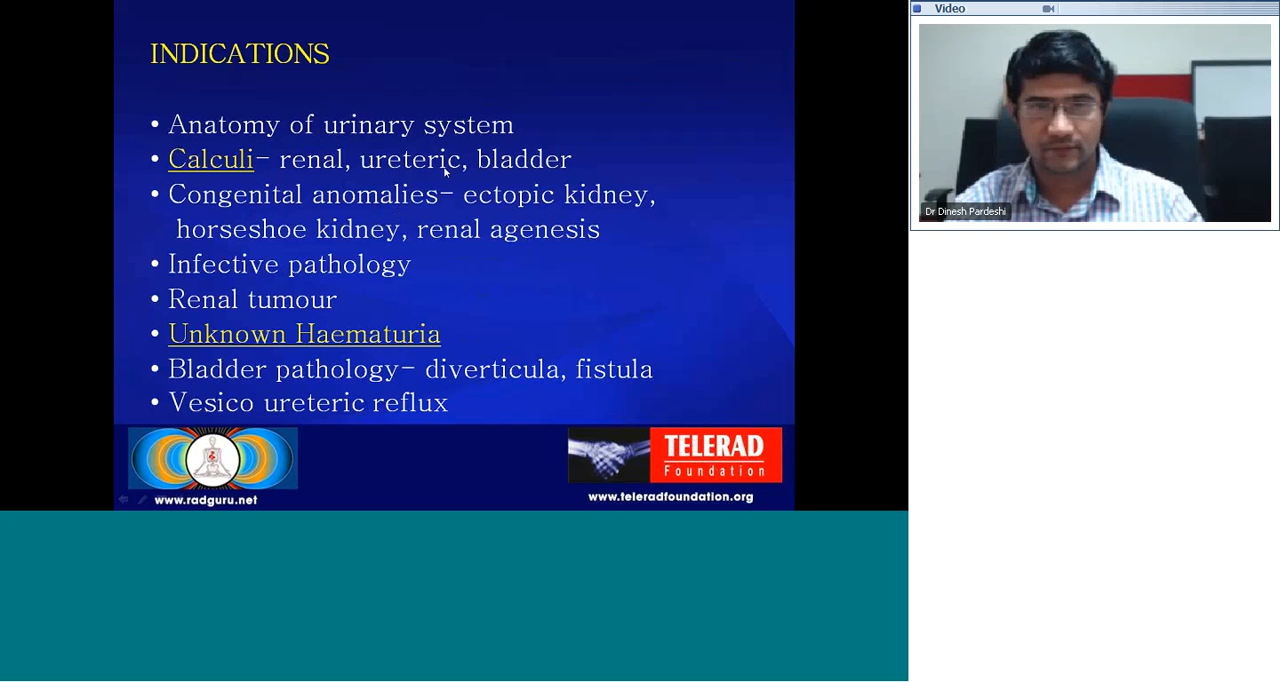 INDICATIONS
• Anatomy of urinary system
• Calculi- renal, ureteric, bladder
• Congenital anomalies- ectopic kidney,
horseshoe kidney, renal agenesis
• Infective pathology
• Renal tumour
• Unknown Haematuria
• Bladder pathology- diverticula, fistula
• Vesico ureteric reflux
www.radguru.net
TELERAD
Foundation
www.teleradfoundation.org
Video
Dr Dinesh Pardeshi